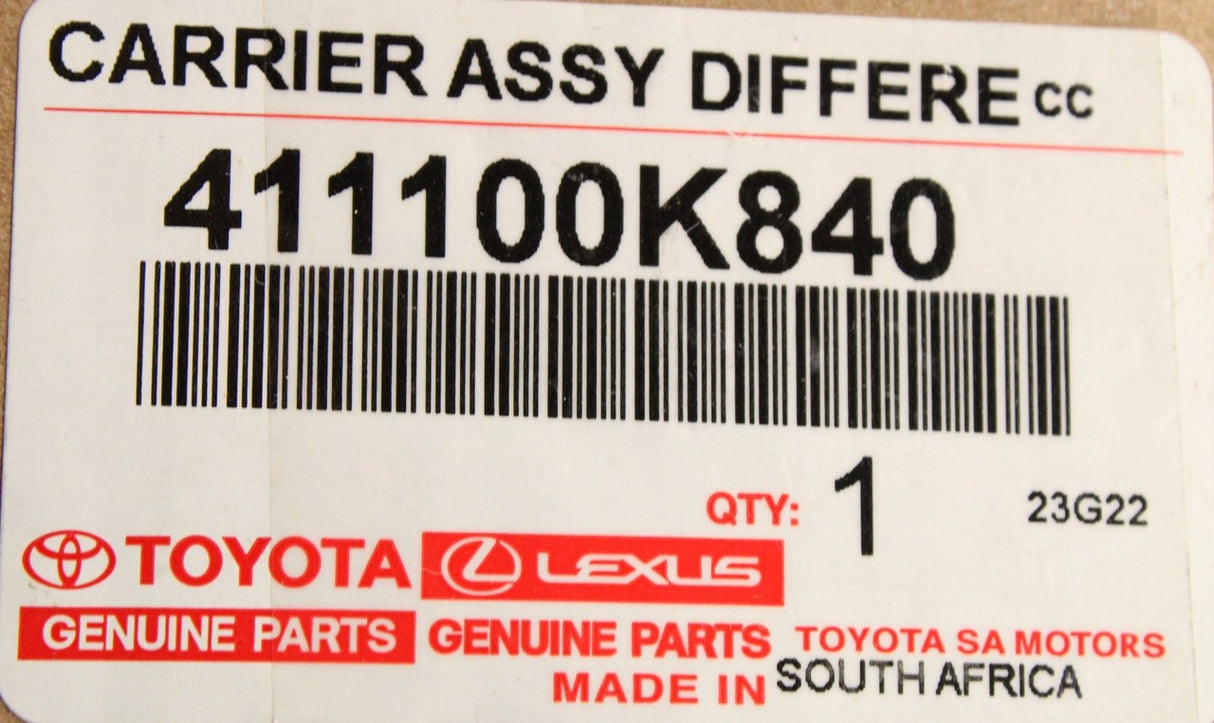 CARRIER ASSY DIFFERE CC
411100K840
QTY: 1 23G22
TOYOTA LEXUS
GENUINE PARTS GENUINE PARTS TOYOTA SA MOTORS
MADE IN SOUTH AFRICA